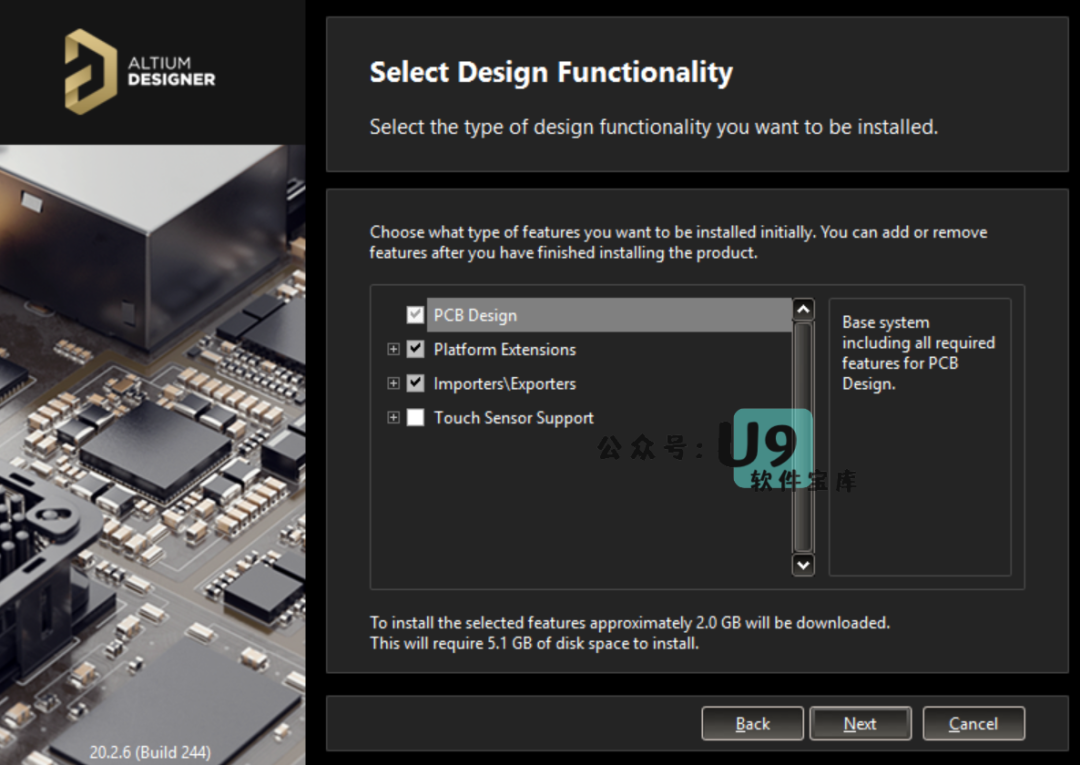 ALTIUM
DESIGNER
Select Design Functionality
Select the type of design functionality you want to be installed.
Choose what type of features you want to be installed initially. You can add or remove
features after you have finished installing the product.
PCB Design
Platform Extensions
Importers\Exporters
Touch Sensor Support
Base system
including all required
features for PCB
Design.
公众号：U9
软件宝库
To install the selected features approximately 2.0 GB will be downloaded.
This will require 5.1 GB of disk space to install.
20.2.6 (Build 244)
Back
Next
Cancel